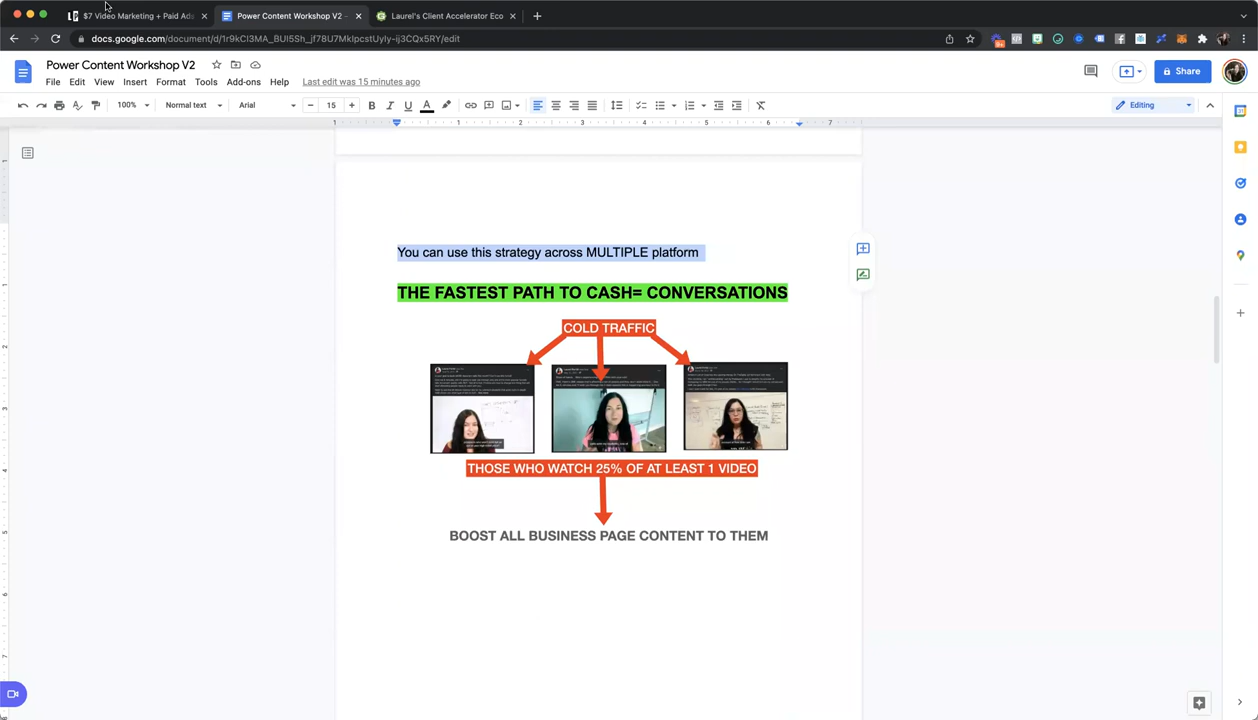 $7 Video Marketing + Paid Ads
Power Content Workshop V2 -
Laurel's Client Accelerator Eco
docs.google.com/document/d/1r9kCI3MA_BUI5Sh_jf78U7MkIpcstUyIy-ij3CQx5RY/edit
Power Content Workshop V2
File Edit View Insert Format Tools Add-ons Help Last edit was 15 minutes ago
Share
100% Normal text Arial 15 Editing
You can use this strategy across MULTIPLE platform
THE FASTEST PATH TO CASH= CONVERSATIONS
COLD TRAFFIC
THOSE WHO WATCH 25% OF AT LEAST 1 VIDEO
BOOST ALL BUSINESS PAGE CONTENT TO THEM